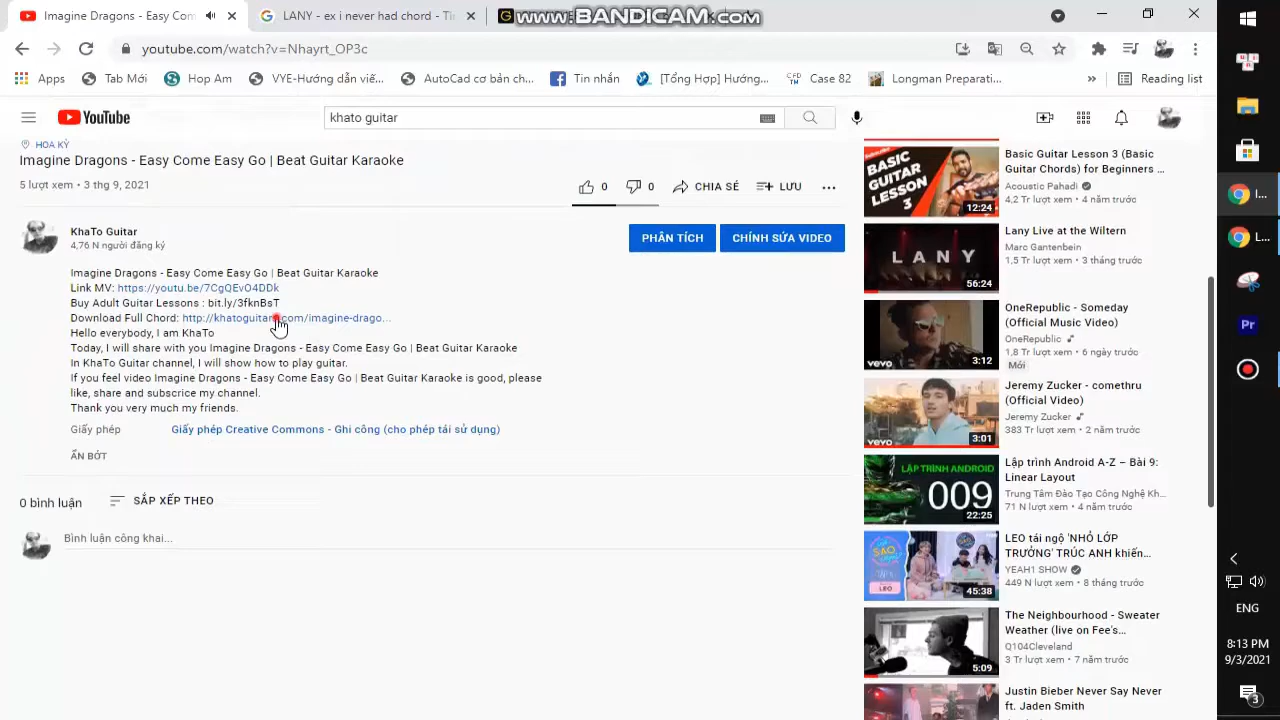 Imagine Dragons - Easy Com
LANY - ex i never had chord - Th
www.BANDICAM.com
youtube.com/watch?v=Nhayrt_OP3c
Apps
Tab Mới
Hop Am
VYE-Hướng dẫn viế...
AutoCad cơ bản ch...
Tin nhắn
[Tổng Hợp] Hướng...
Case 82
Longman Preparati...
»
Reading list
YouTube
khato guitar
HOA KỲ
Imagine Dragons - Easy Come Easy Go | Beat Guitar Karaoke
5 lượt xem • 3 thg 9, 2021
0
0
CHIA SẺ
LƯU
KhaTo Guitar
4,76 N người đăng ký
PHÂN TÍCH
CHỈNH SỬA VIDEO
Imagine Dragons - Easy Come Easy Go | Beat Guitar Karaoke
Link MV: https://youtu.be/7CgQEvO4DDk
Buy Adult Guitar Lessons : bit.ly/3fknBsT
Download Full Chord: http://khatoguitar.com/imagine-drago...
Hello everybody, I am KhaTo
Today, I will share with you Imagine Dragons - Easy Come Easy Go | Beat Guitar Karaoke
In KhaTo Guitar channel, I will show how to play guitar.
If you feel video Imagine Dragons - Easy Come Easy Go | Beat Guitar Karaoke is good, please
like, share and subscrice my channel.
Thank you very much my friends.
Giấy phép
Giấy phép Creative Commons - Ghi công (cho phép tái sử dụng)
ẨN BỚT
0 bình luận
SẮP XẾP THEO
Bình luận công khai...
BASIC
GUITAR
LESSON
3
12:24
Basic Guitar Lesson 3 (Basic
Guitar Chords) for Beginners ...
Acoustic Pahadi
4,2 Tr lượt xem • 4 năm trước
LANY
56:24
Lany Live at the Wiltern
Marc Gantenbein
1,5 Tr lượt xem • 3 tháng trước
vevo
3:12
OneRepublic - Someday
(Official Music Video)
OneRepublic
1,8 Tr lượt xem • 6 ngày trước
Mới
vevo
3:01
Jeremy Zucker - comethru
(Official Video)
Jeremy Zucker
383 Tr lượt xem • 2 năm trước
LẬP TRÌNH ANDROID
009
22:25
Lập trình Android A-Z – Bài 9:
Linear Layout
Trung Tâm Đào Tạo Công Nghệ Kh...
71 N lượt xem • 4 năm trước
SAO
LEO
45:38
LEO tái ngộ 'NHỎ LỚP
TRƯỞNG' TRÚC ANH khiến...
YEAH1 SHOW
449 N lượt xem • 8 tháng trước
5:09
The Neighbourhood - Sweater
Weather (live on Fee's...
Q104Cleveland
3 Tr lượt xem • 7 năm trước
Justin Bieber Never Say Never
ft. Jaden Smith
I...
L...
Pr
ENG
8:13 PM
9/3/2021
3